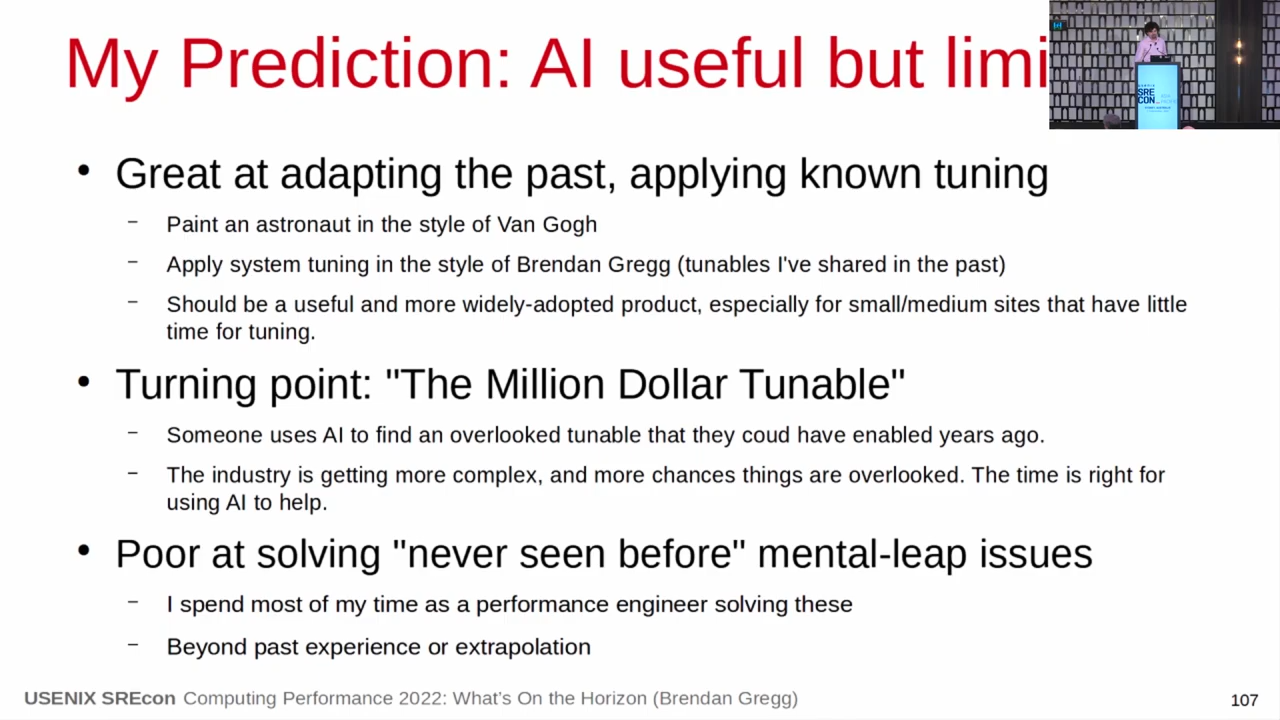 My Prediction: AI useful but limi
• Great at adapting the past, applying known tuning
– Paint an astronaut in the style of Van Gogh
– Apply system tuning in the style of Brendan Gregg (tunables I've shared in the past)
– Should be a useful and more widely-adopted product, especially for small/medium sites that have little
time for tuning.
• Turning point: "The Million Dollar Tunable"
– Someone uses AI to find an overlooked tunable that they coud have enabled years ago.
– The industry is getting more complex, and more chances things are overlooked. The time is right for
using AI to help.
• Poor at solving "never seen before" mental-leap issues
– I spend most of my time as a performance engineer solving these
– Beyond past experience or extrapolation
USENIX SREcon Computing Performance 2022: What's On the Horizon (Brendan Gregg)
107
SRE
CON